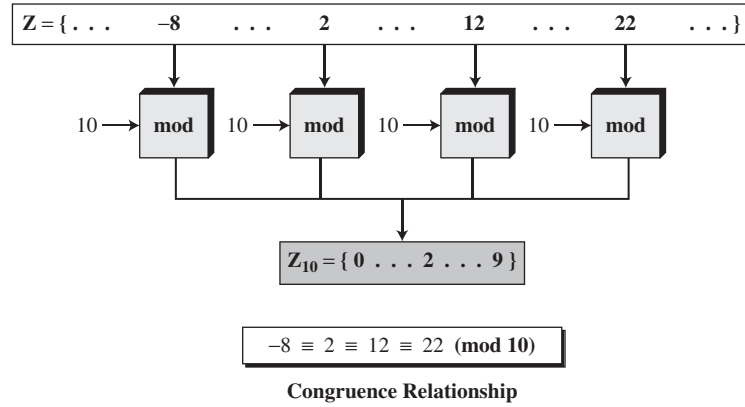 Z = { . . . −8 . . . 2 . . . 12 . . . 22 . . . }
10 mod 10 mod 10 mod 10 mod
Z₁₀ = { 0 . . . 2 . . . 9 }
−8 ≡ 2 ≡ 12 ≡ 22 (mod 10)
Congruence Relationship